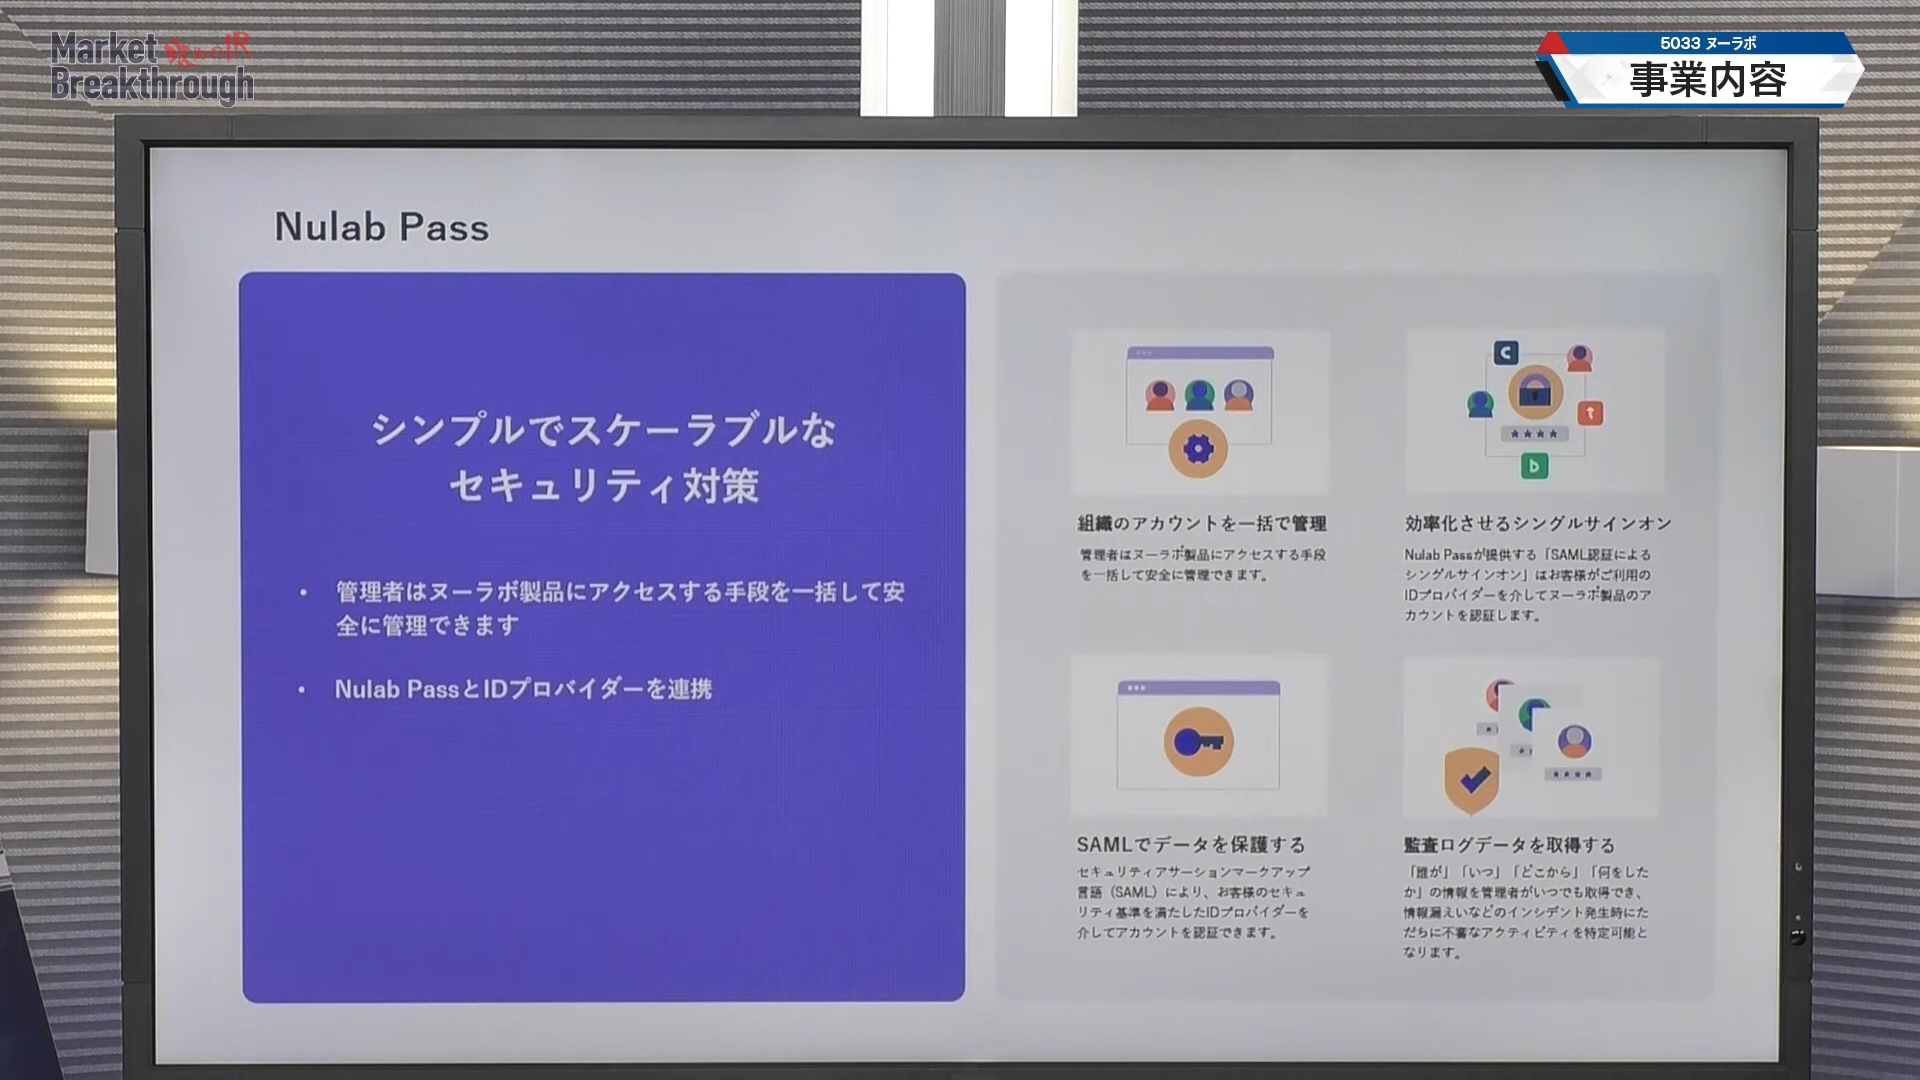 Market 攻めのIR
Breakthrough
5033 ヌーラボ
事業内容
Nulab Pass
シンプルでスケーラブルな
セキュリティ対策
• 管理者はヌーラボ製品にアクセスする手段を一括して安
全に管理できます
• Nulab PassとIDプロバイダーを連携
組織のアカウントを一括で管理
管理者はヌーラボ製品にアクセスする手段
を一括して安全に管理できます。
効率化させるシングルサインオン
Nulab Passが提供する「SAML認証による
シングルサインオン」はお客様がご利用の
IDプロバイダーを介してヌーラボ製品のア
カウントを認証します。
SAMLでデータを保護する
セキュリティアサーションマークアップ
言語（SAML）により、お客様のセキュ
リティ基準を満たしたIDプロバイダーを
介してアカウントを認証できます。
監査ログデータを取得する
「誰が」「いつ」「どこから」「何をした
か」の情報を管理者がいつでも取得でき、
情報漏えいなどのインシデント発生時にた
だちに不審なアクティビティを特定可能と
なります。